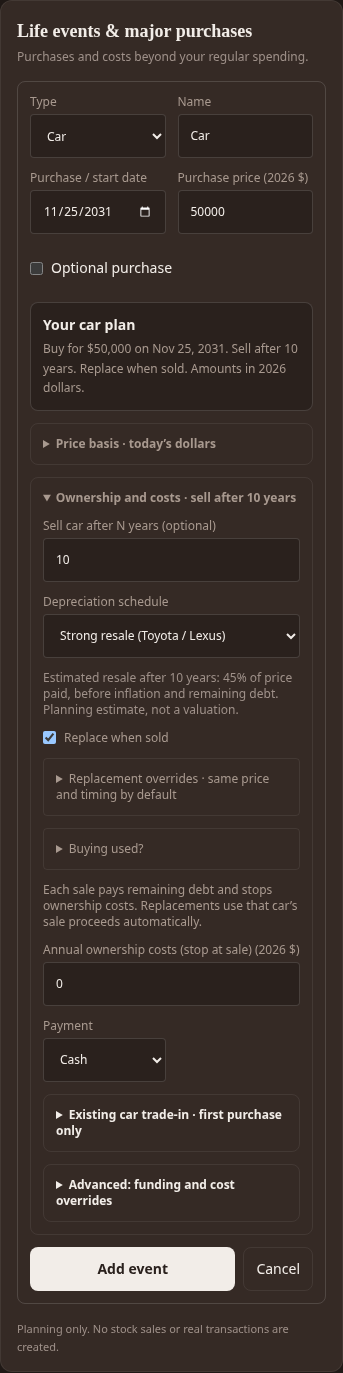 Life events & major purchases
Purchases and costs beyond your regular spending.
Type
Name
Car
Car
Purchase / start date
Purchase price (2026 $)
11/25/2031
50000
Optional purchase
Your car plan
Buy for $50,000 on Nov 25, 2031. Sell after 10
years. Replace when sold. Amounts in 2026
dollars.
Price basis · today’s dollars
Ownership and costs · sell after 10 years
Sell car after N years (optional)
10
Depreciation schedule
Strong resale (Toyota / Lexus)
Estimated resale after 10 years: 45% of price
paid, before inflation and remaining debt.
Planning estimate, not a valuation.
Replace when sold
Replacement overrides · same price
and timing by default
Buying used?
Each sale pays remaining debt and stops
ownership costs. Replacements use that car’s
sale proceeds automatically.
Annual ownership costs (stop at sale) (2026 $)
0
Payment
Cash
Existing car trade-in · first purchase
only
Advanced: funding and cost
overrides
Add event
Cancel
Planning only. No stock sales or real transactions are
created.